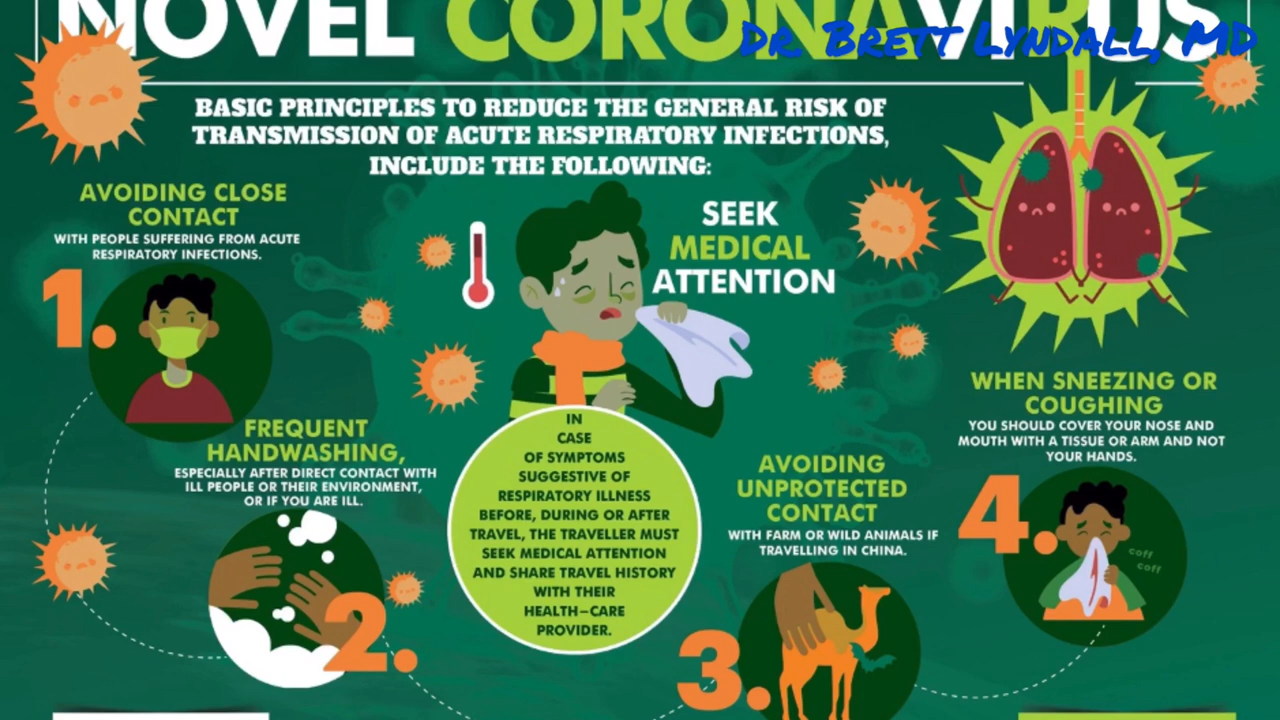 NOVEL CORONAVIRUS
Dr. Brett Lyndall, MD
BASIC PRINCIPLES TO REDUCE THE GENERAL RISK OF
TRANSMISSION OF ACUTE RESPIRATORY INFECTIONS,
INCLUDE THE FOLLOWING:
AVOIDING CLOSE
CONTACT
WITH PEOPLE SUFFERING FROM ACUTE
RESPIRATORY INFECTIONS.
1.
FREQUENT
HANDWASHING,
ESPECIALLY AFTER DIRECT CONTACT WITH
ILL PEOPLE OR THEIR ENVIRONMENT,
OR IF YOU ARE ILL.
2.
SEEK
MEDICAL
ATTENTION
IN
CASE
OF SYMPTOMS
SUGGESTIVE OF
RESPIRATORY ILLNESS
BEFORE, DURING OR AFTER
TRAVEL, THE TRAVELLER MUST
SEEK MEDICAL ATTENTION
AND SHARE TRAVEL HISTORY
WITH THEIR
HEALTH-CARE
PROVIDER.
AVOIDING
UNPROTECTED
CONTACT
WITH FARM OR WILD ANIMALS IF
TRAVELLING IN CHINA.
3.
WHEN SNEEZING OR
COUGHING
YOU SHOULD COVER YOUR NOSE AND
MOUTH WITH A TISSUE OR ARM AND NOT
YOUR HANDS.
4.
coff
coff